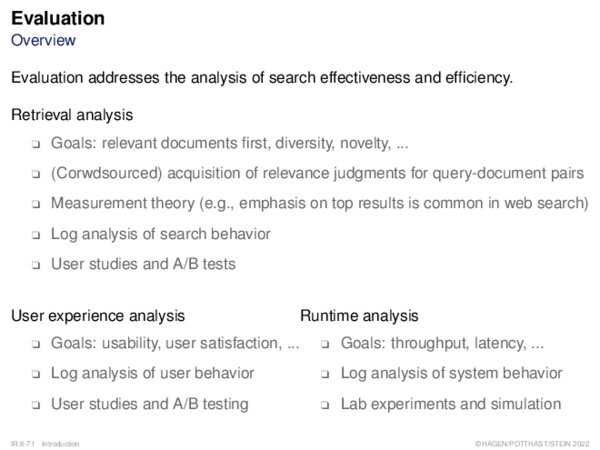 Evaluation
Overview
Evaluation addresses the analysis of search effectiveness and efficiency.
Retrieval analysis
❑ Goals: relevant documents first, diversity, novelty, ...
❑ (Corwdsourced) acquisition of relevance judgments for query-document pairs
❑ Measurement theory (e.g., emphasis on top results is common in web search)
❑ Log analysis of search behavior
❑ User studies and A/B tests
User experience analysis
❑ Goals: usability, user satisfaction, ...
❑ Log analysis of user behavior
❑ User studies and A/B testing
Runtime analysis
❑ Goals: throughput, latency, ...
❑ Log analysis of system behavior
❑ Lab experiments and simulation
IR:II-71 Introduction
©HAGEN/POTTHAST/STEIN 2022